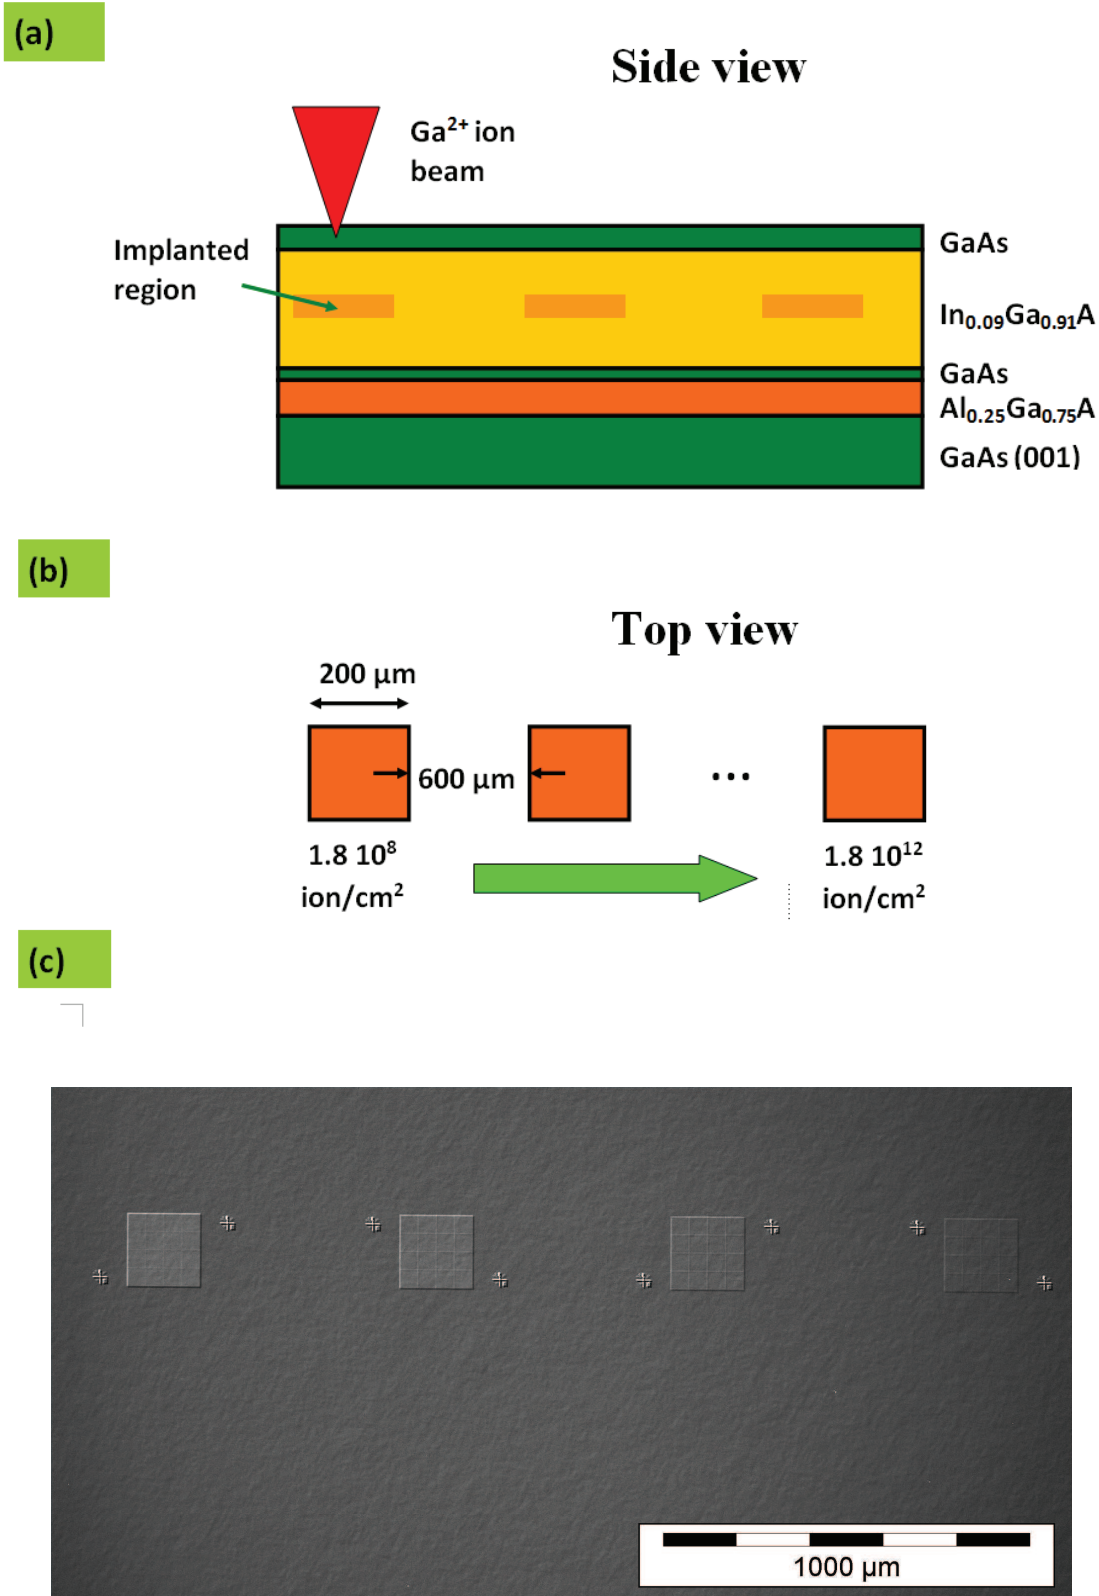 (a)
Side view
Ga²⁺ ion
beam
Implanted
region
GaAs
In₀.₀₉Ga₀.₉₁A
GaAs
Al₀.₂₅Ga₀.₇₅A
GaAs (001)
(b)
Top view
200 µm
600 µm
...
1.8 10⁸
ion/cm²
1.8 10¹²
ion/cm²
(c)
1000 µm